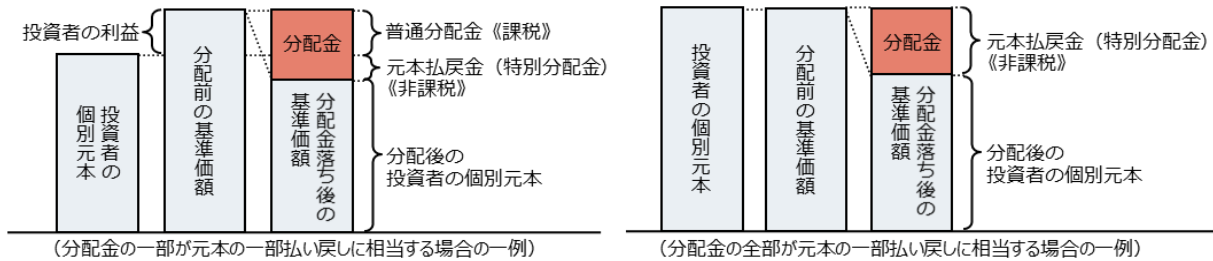 投資者の利益
投資者の
個別元本
分配前の基準価額
分配金
分配金落ち後の
基準価額
普通分配金《課税》
元本払戻金（特別分配金）
《非課税》
分配後の
投資者の個別元本
（分配金の一部が元本の一部払い戻しに相当する場合の一例）
投資者の個別元本
分配前の基準価額
分配金
分配金落ち後の
基準価額
元本払戻金（特別分配金）
《非課税》
分配後の
投資者の個別元本
（分配金の全部が元本の一部払い戻しに相当する場合の一例）